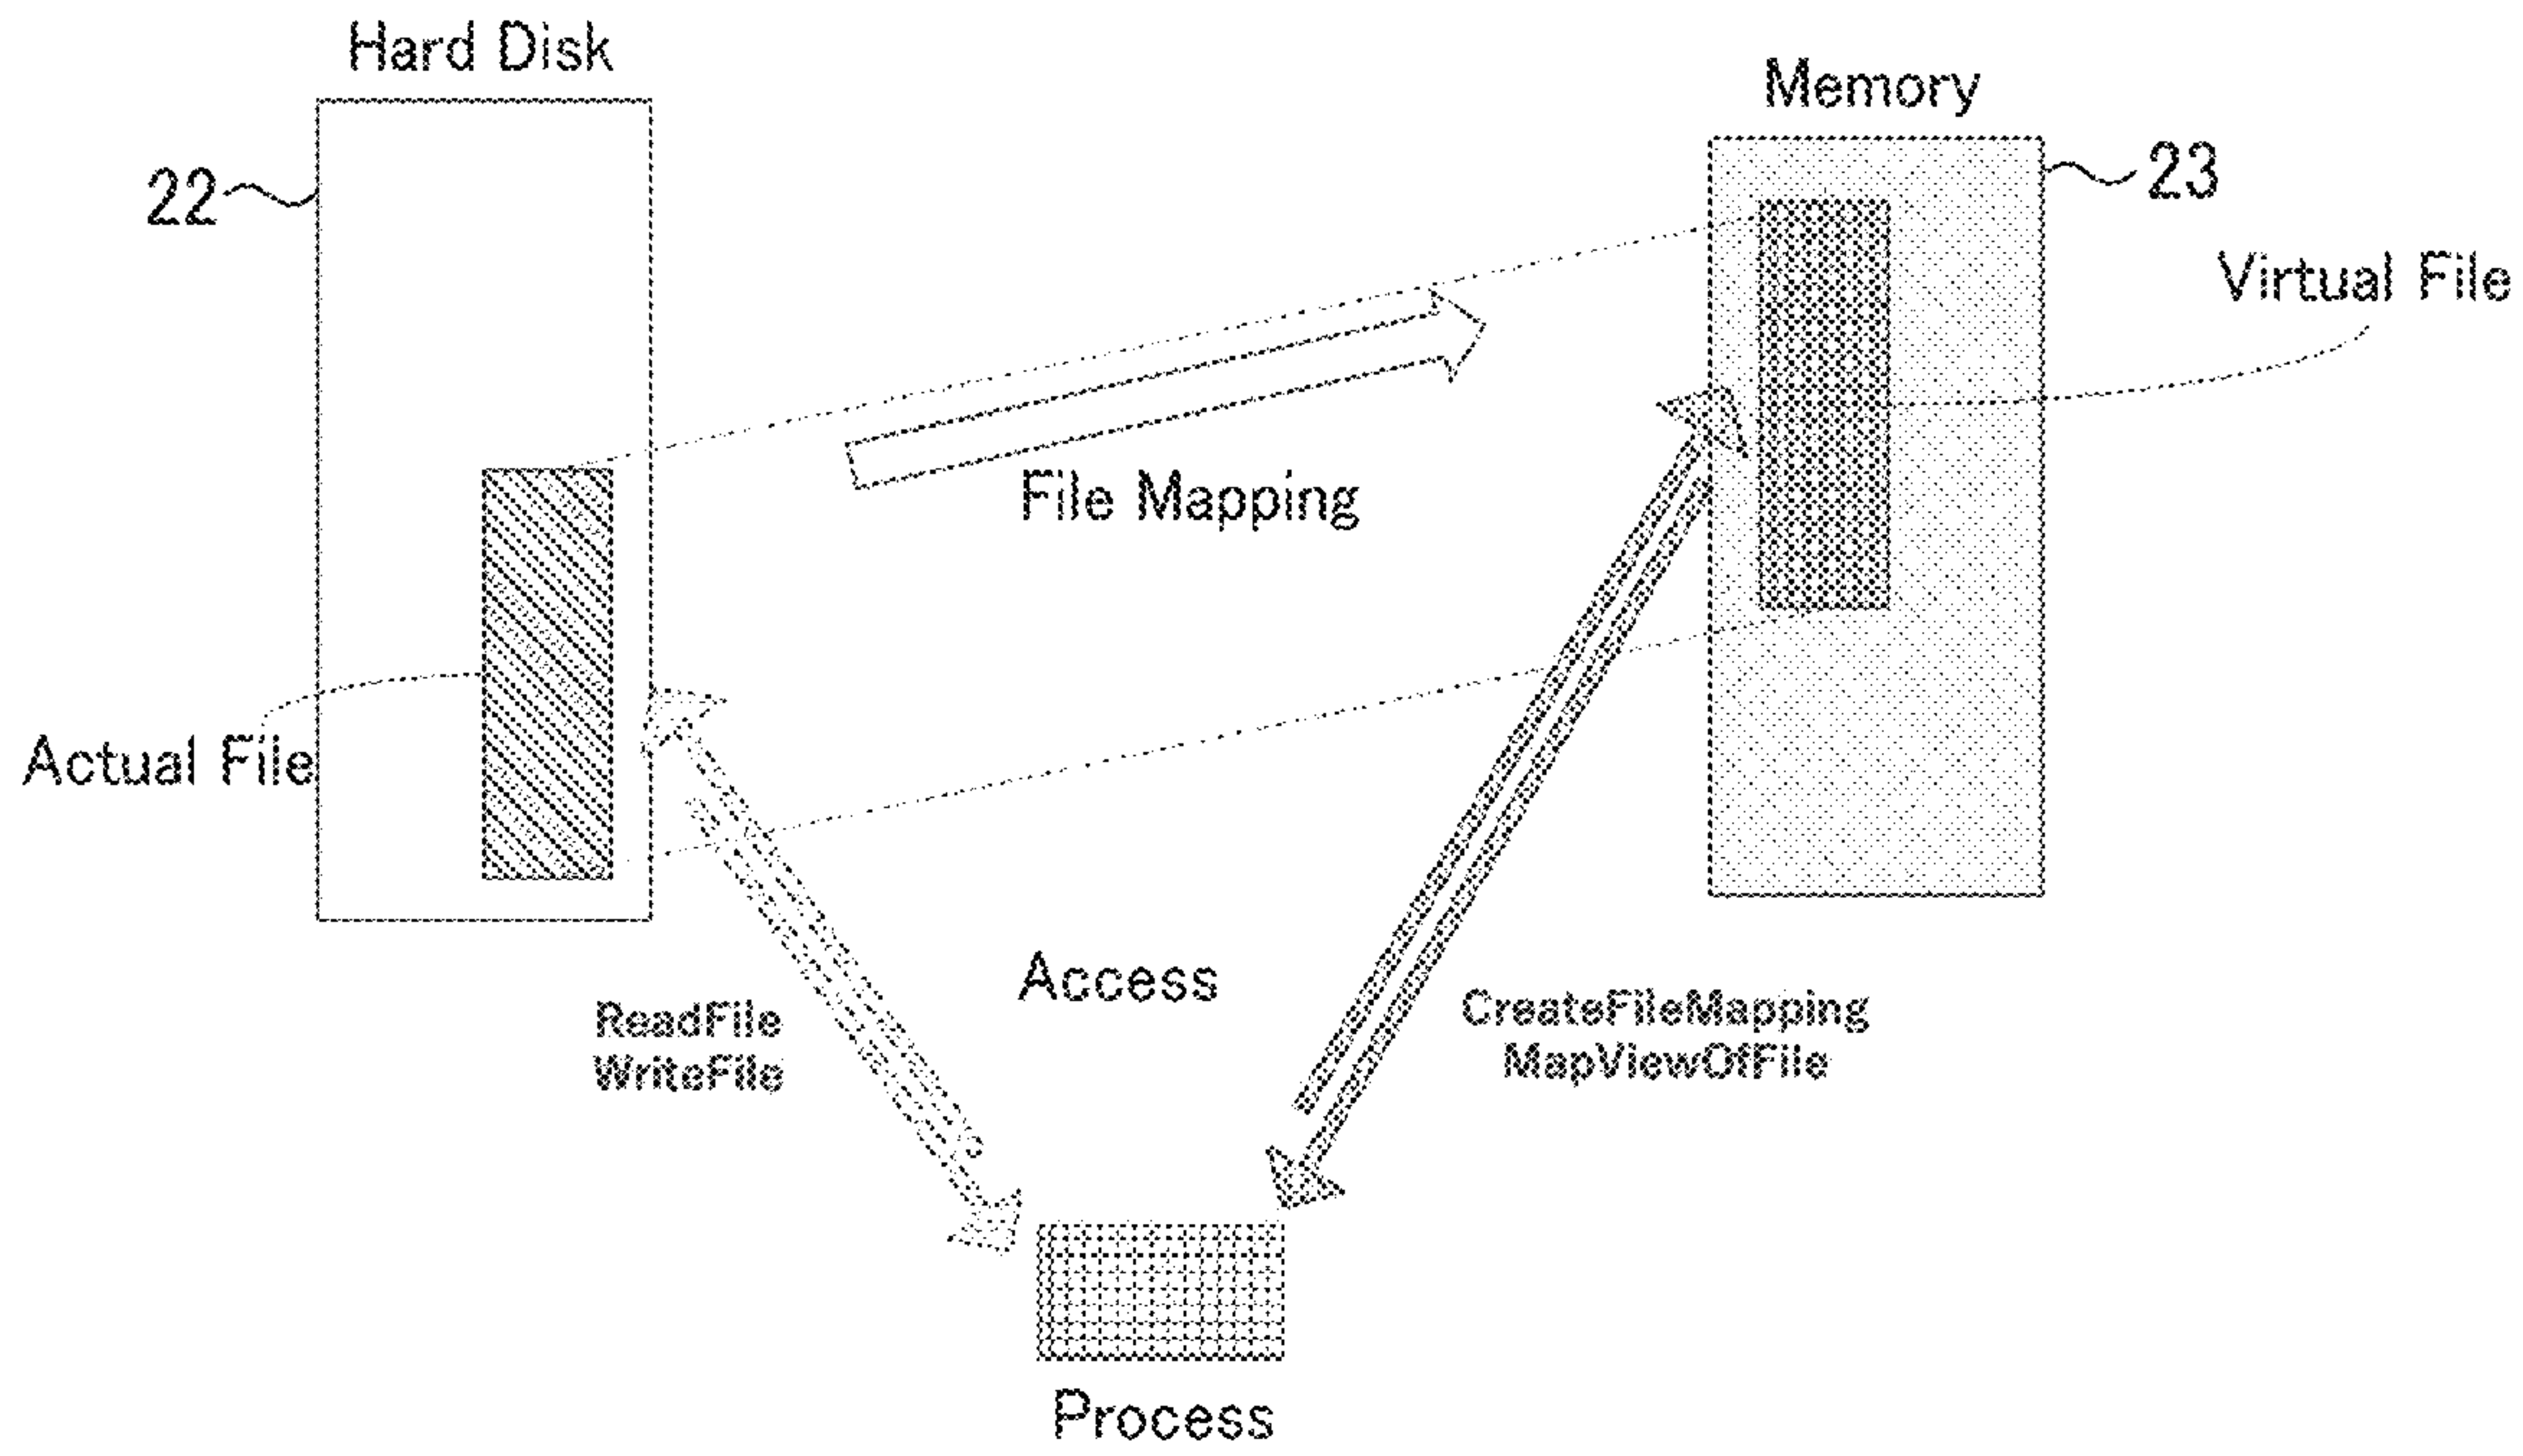 Hard Disk
Memory
22
23
Virtual File
File Mapping
Actual File
Access
ReadFile
WriteFile
CreateFileMapping
MapViewOfFile
Process